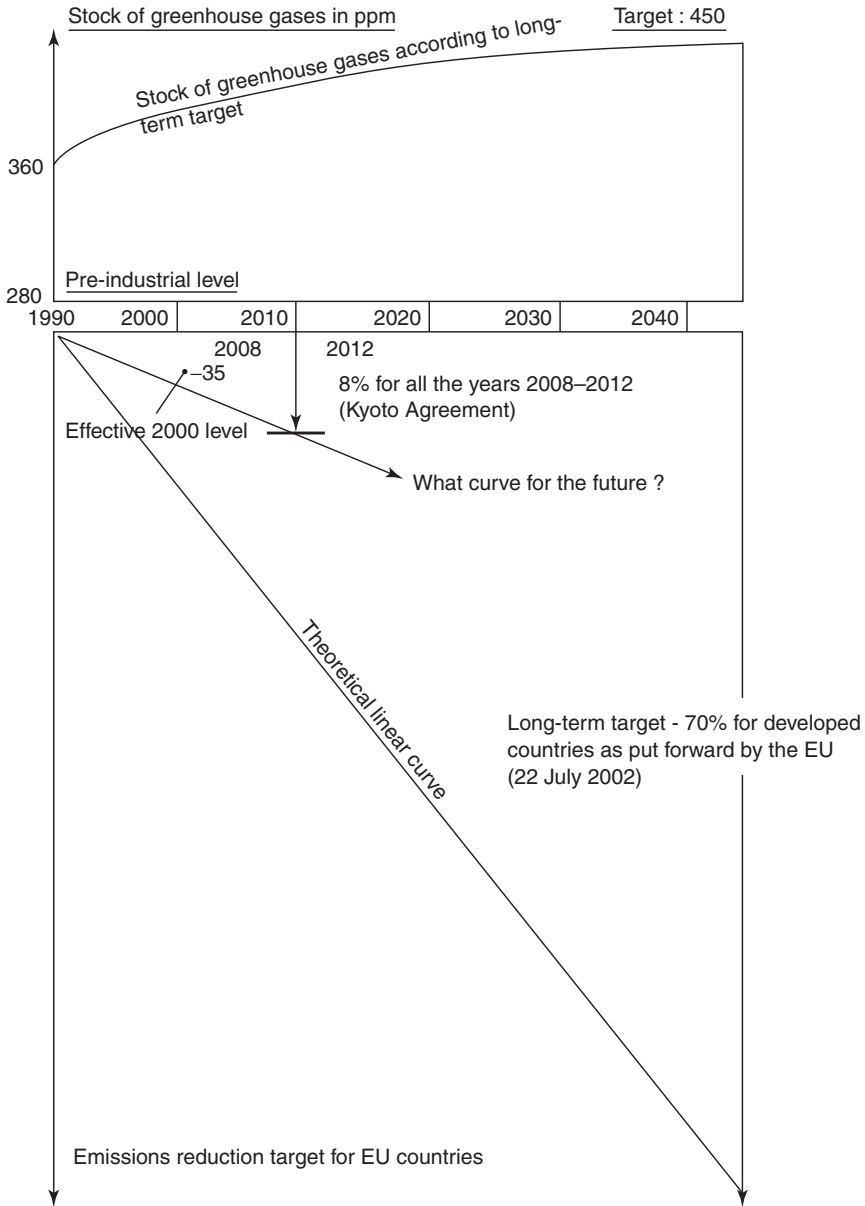 Stock of greenhouse gases in ppm
Target : 450
Stock of greenhouse gases according to long-
term target
360
Pre-industrial level
280
1990 2000 2010 2020 2030 2040
2008 2012
–35
8% for all the years 2008–2012
(Kyoto Agreement)
Effective 2000 level
What curve for the future ?
Theoretical linear curve
Long-term target - 70% for developed
countries as put forward by the EU
(22 July 2002)
Emissions reduction target for EU countries